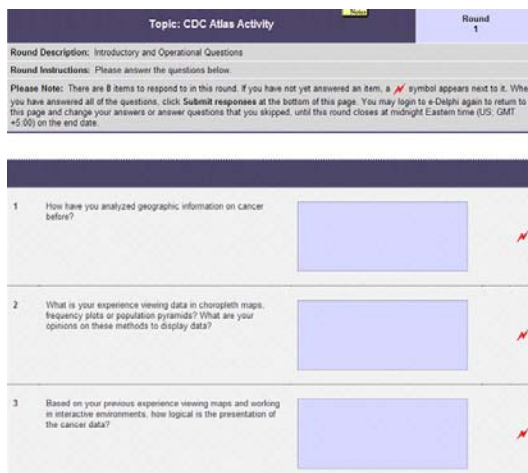 Notes
Topic: CDC Atlas Activity
Round
1
Round Description: Introductory and Operational Questions
Round Instructions: Please answer the questions below.
Please Note: There are 8 items to respond to in this round. If you have not yet answered an item, a symbol appears next to it. Whe
you have answered all of the questions, click Submit responses at the bottom of this page. You may login to e-Delphi again to return to
this page and change your answers or answer questions that you skipped, until this round closes at midnight Eastern time (US; GMT
+5:00) on the end date.
1 How have you analyzed geographic information on cancer
before?
2 What is your experience viewing data in choropleth maps,
frequency plots or population pyramids? What are your
opinions on these methods to display data?
3 Based on your previous experience viewing maps and working
in interactive environments, how logical is the presentation of
the cancer data?